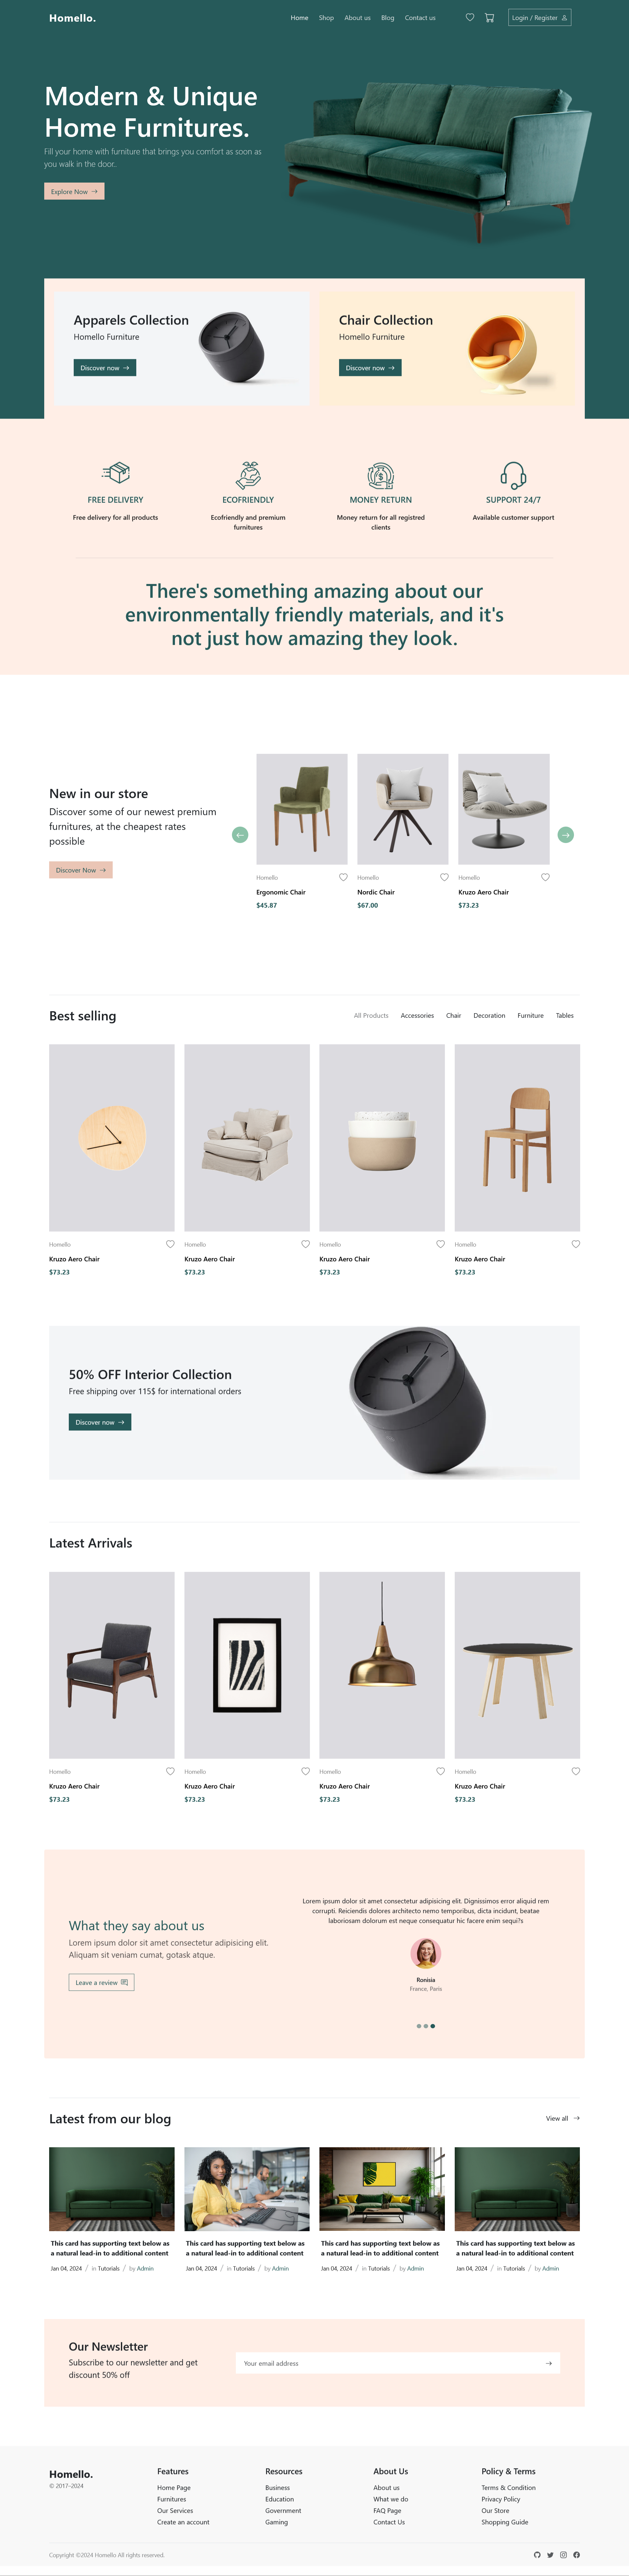 Homello.
Home
Shop
About us
Blog
Contact us
Login / Register
Modern & Unique
Home Furnitures.
Fill your home with furniture that brings you comfort as soon as
you walk in the door..
Explore Now
Apparels Collection
Homello Furniture
Discover now
Chair Collection
Homello Furniture
Discover now
FREE DELIVERY
Free delivery for all products
ECOFRIENDLY
Ecofriendly and premium
furnitures
MONEY RETURN
Money return for all registred
clients
SUPPORT 24/7
Available customer support
There's something amazing about our
environmentally friendly materials, and it's
not just how amazing they look.
New in our store
Discover some of our newest premium
furnitures, at the cheapest rates
possible
Discover Now
Homello
Ergonomic Chair
$45.87
Homello
Nordic Chair
$67.00
Homello
Kruzo Aero Chair
$73.23
Best selling
All Products
Accessories
Chair
Decoration
Furniture
Tables
Homello
Kruzo Aero Chair
$73.23
Homello
Kruzo Aero Chair
$73.23
Homello
Kruzo Aero Chair
$73.23
Homello
Kruzo Aero Chair
$73.23
50% OFF Interior Collection
Free shipping over 115$ for international orders
Discover now
Latest Arrivals
Homello
Kruzo Aero Chair
$73.23
Homello
Kruzo Aero Chair
$73.23
Homello
Kruzo Aero Chair
$73.23
Homello
Kruzo Aero Chair
$73.23
What they say about us
Lorem ipsum dolor sit amet consectetur adipisicing elit.
Aliquam sit veniam cumat, gotask atque.
Leave a review
Lorem ipsum dolor sit amet consectetur adipisicing elit. Dignissimos error aliquid rem
corrupti. Reiciendis dolores architecto nemo temporibus, dicta incidunt, beatae
laboriosam dolorum est neque consequatur hic facere enim sequi?s
Ronisia
France, Paris
Latest from our blog
View all
This card has supporting text below as
a natural lead-in to additional content
Jan 04, 2024 / in Tutorials / by Admin
This card has supporting text below as
a natural lead-in to additional content
Jan 04, 2024 / in Tutorials / by Admin
This card has supporting text below as
a natural lead-in to additional content
Jan 04, 2024 / in Tutorials / by Admin
This card has supporting text below as
a natural lead-in to additional content
Jan 04, 2024 / in Tutorials / by Admin
Our Newsletter
Subscribe to our newsletter and get
discount 50% off
Your email address
Homello.
© 2017–2024
Features
Home Page
Furnitures
Our Services
Create an account
Resources
Business
Education
Government
Gaming
About Us
About us
What we do
FAQ Page
Contact Us
Policy & Terms
Terms & Condition
Privacy Policy
Our Store
Shopping Guide
Copyright ©2024 Homello All rights reserved.